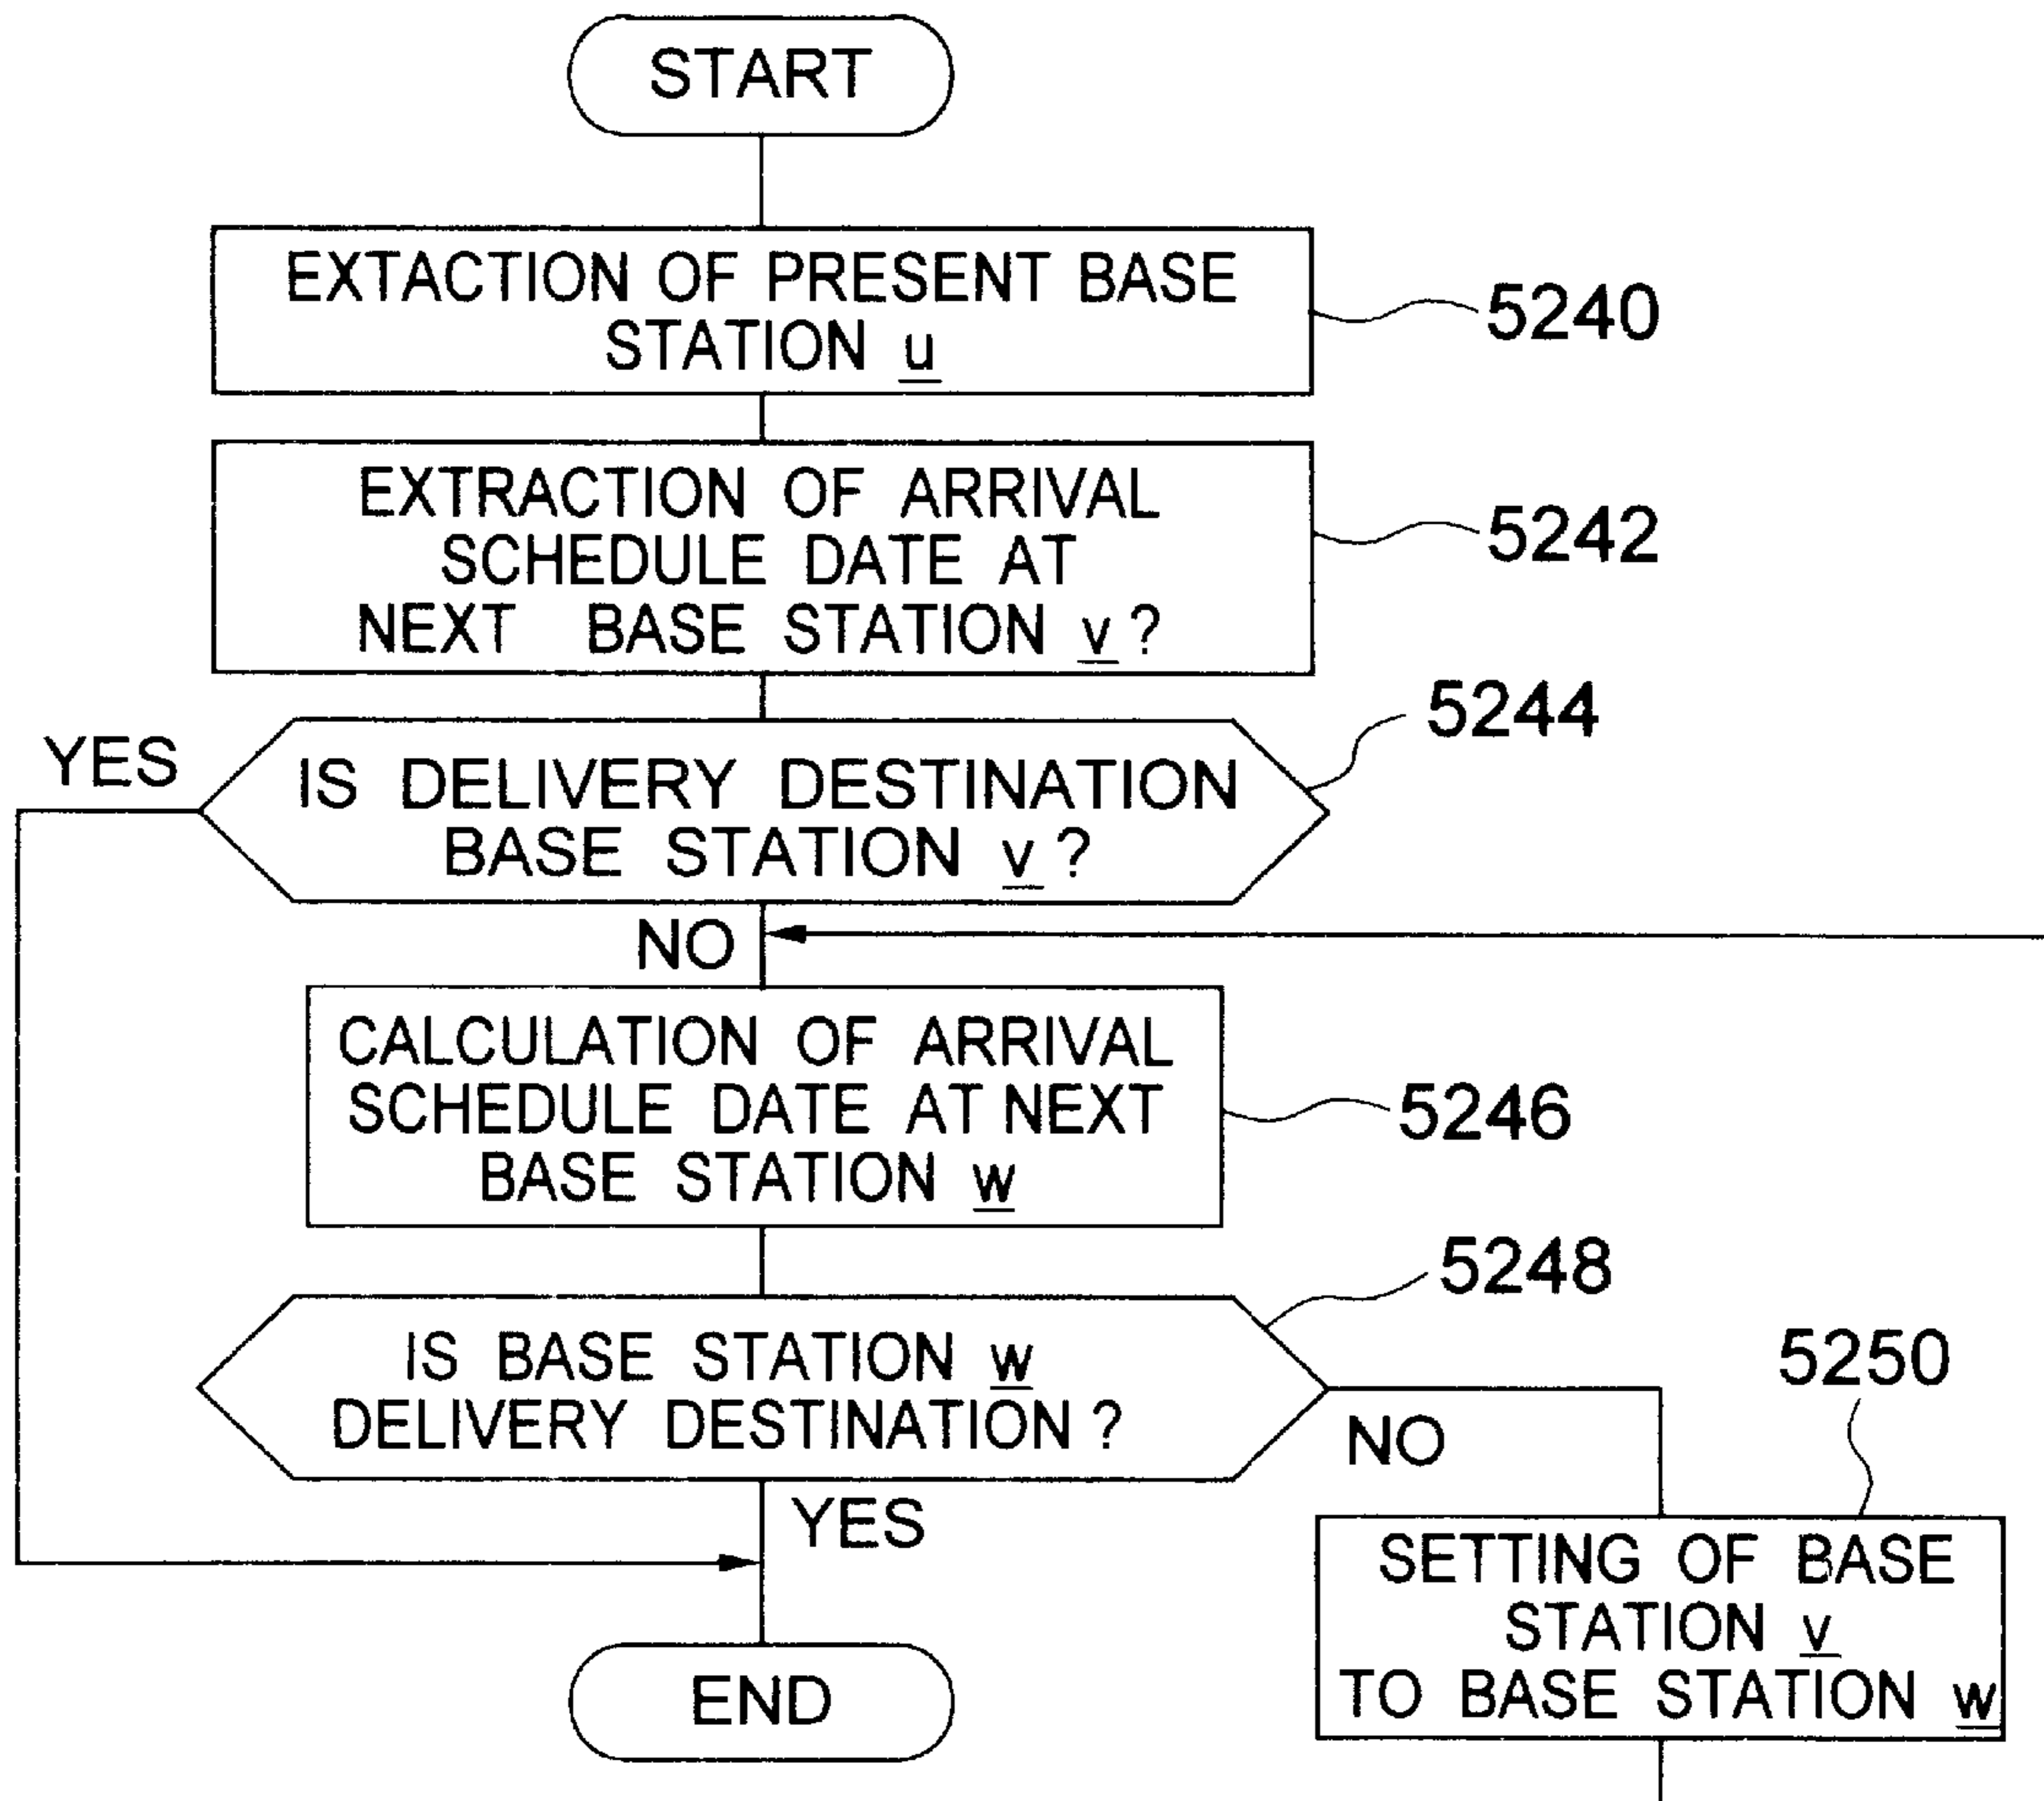 START
EXTACTION OF PRESENT BASE
STATION u
5240
EXTRACTION OF ARRIVAL
SCHEDULE DATE AT
NEXT BASE STATION v ?
5242
5244
YES
IS DELIVERY DESTINATION
BASE STATION v ?
NO
CALCULATION OF ARRIVAL
SCHEDULE DATE AT NEXT
BASE STATION w
5246
5248
IS BASE STATION w
DELIVERY DESTINATION ?
5250
NO
YES
SETTING OF BASE
STATION v
TO BASE STATION w
END